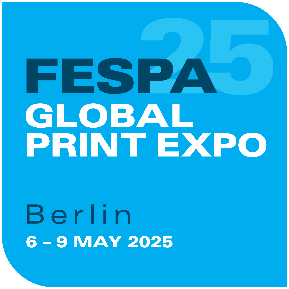 25
FESPA
GLOBAL
PRINT EXPO
Berlin
6 – 9 MAY 2025